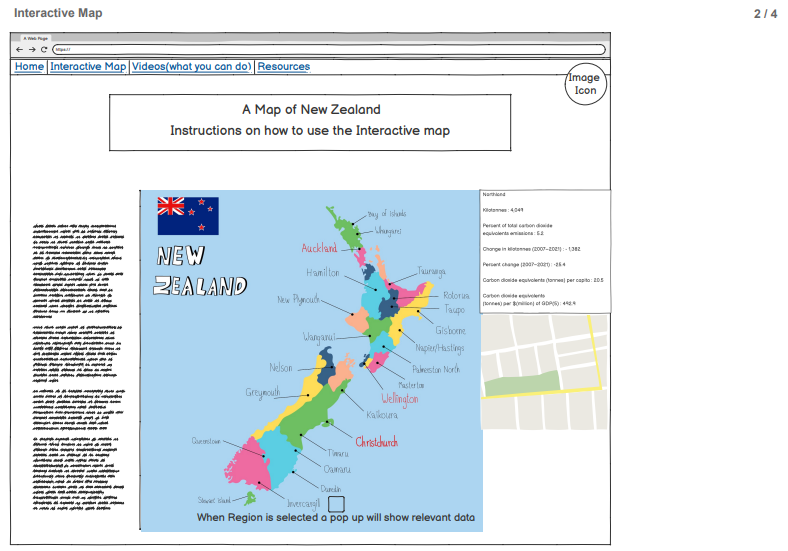 Interactive Map
2 / 4
A Web Page
https://
Home
Interactive Map
Videos(what you can do)
Resources
Image
Icon
A Map of New Zealand
Instructions on how to use the Interactive map
NEW
ZEALAND
Bay of Islands
Whangarei
Auckland
Hamilton
Tauranga
New Plymouth
Rotorua
Taupo
Gisborne
Wanganui
Napier/Hastings
Nelson
Palmerston North
Masterton
Greymouth
Wellington
Kaikoura
Christchurch
Queenstown
Timaru
Oamaru
Dunedin
Stewart Island
Invercargill
When Region is selected a pop up will show relevant data
Northland
Kilotonnes : 4,049
Percent of total carbon dioxide
equivalents emissions : 5.2
Change in kilotonnes (2007-2021) : - 1,382
Percent change (2007-2021) : -25.4
Carbon dioxide equivalents (tonnes) per capita : 20.5
Carbon dioxide equivalents
(tonnes) per $(million) of GDP(5) : 492.9